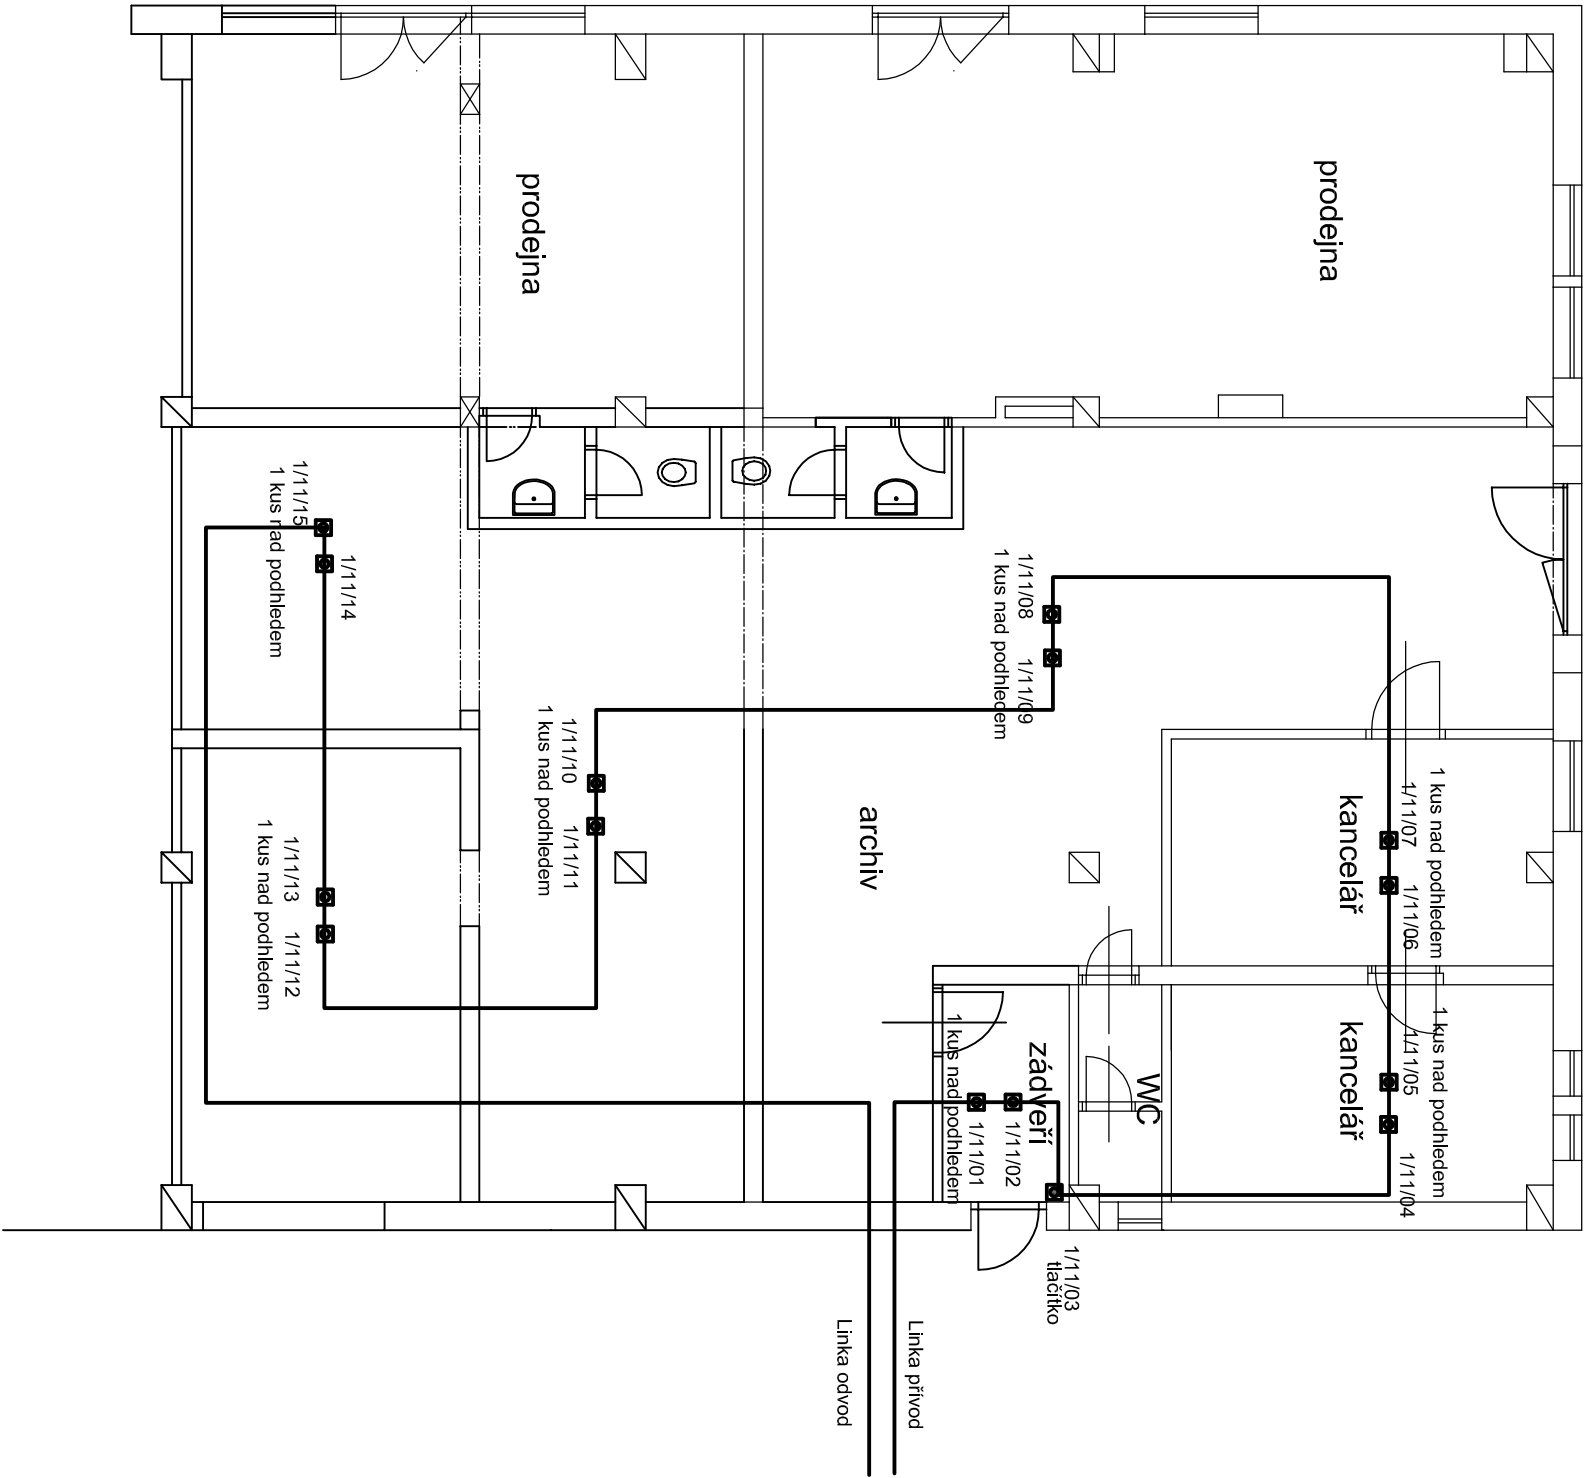 prodejna
prodejna
1/11/15
1 kus nad podhledem
1/11/14
1/11/08
1/11/09
1 kus nad podhledem
1/11/10
1/11/11
1 kus nad podhledem
1/11/13
1/11/12
1 kus nad podhledem
archiv
1 kus nad podhledem
1/11/07
1/11/06
kancelář
1 kus nad podhledem
1/11/05
1/11/04
kancelář
WC
zádveří
1/11/02
1/11/01
1 kus nad podhledem
1/11/03
tlačítko
Linka přívod
Linka odvod